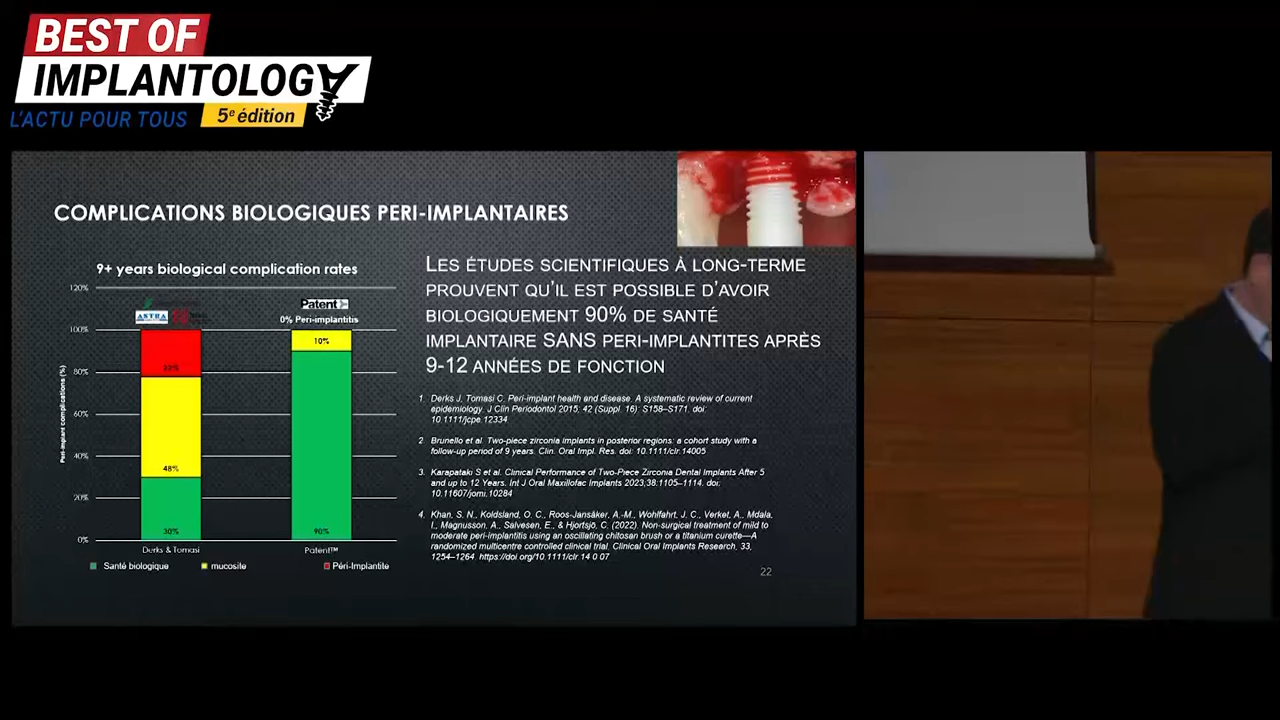 BEST OF
IMPLANTOLOGY
L'ACTU POUR TOUS
5e édition
COMPLICATIONS BIOLOGIQUES PERI-IMPLANTAIRES
9+ years biological complication rates
120%
100%
80%
60%
40%
20%
0%
Peri-implant complications (%)
ASTRA
Patent
0% Peri-implantitis
22%
48%
30%
10%
90%
Derks & Tomasi
Patent™
Santé biologique
mucosite
Péri-Implantite
LES ÉTUDES SCIENTIFIQUES À LONG-TERME
PROUVENT QU'IL EST POSSIBLE D'AVOIR
BIOLOGIQUEMENT 90% DE SANTÉ
IMPLANTAIRE SANS PERI-IMPLANTITES APRÈS
9-12 ANNÉES DE FONCTION
1. Derks J, Tomasi C. Peri-implant health and disease. A systematic review of current
epidemiology. J Clin Periodontol 2015; 42 (Suppl. 16): S158–S171. doi:
10.1111/jcpe.12334
2. Brunello et al. Two-piece zirconia implants in posterior regions: a cohort study with a
follow-up period of 9 years. Clin. Oral Impl. Res. doi: 10.1111/clr.14005
3. Karapataki S et al. Clinical Performance of Two-Piece Zirconia Dental Implants After 5
and up to 12 Years. Int J Oral Maxillofac Implants 2023;38:1105–1114. doi:
10.11607/jomi.10284
4. Khan, S. N., Koldsland, O. C., Roos-Jansåker, A.-M., Wohlfahrt, J. C., Verket, A., Mdala,
I., Magnusson, A., Salvesen, E., & Hjortsjö, C. (2022). Non-surgical treatment of mild to
moderate peri-implantitis using an oscillating chitosan brush or a titanium curette—A
randomized multicentre controlled clinical trial. Clinical Oral Implants Research, 33,
1254–1264. https://doi.org/10.1111/clr.14 0 07
22